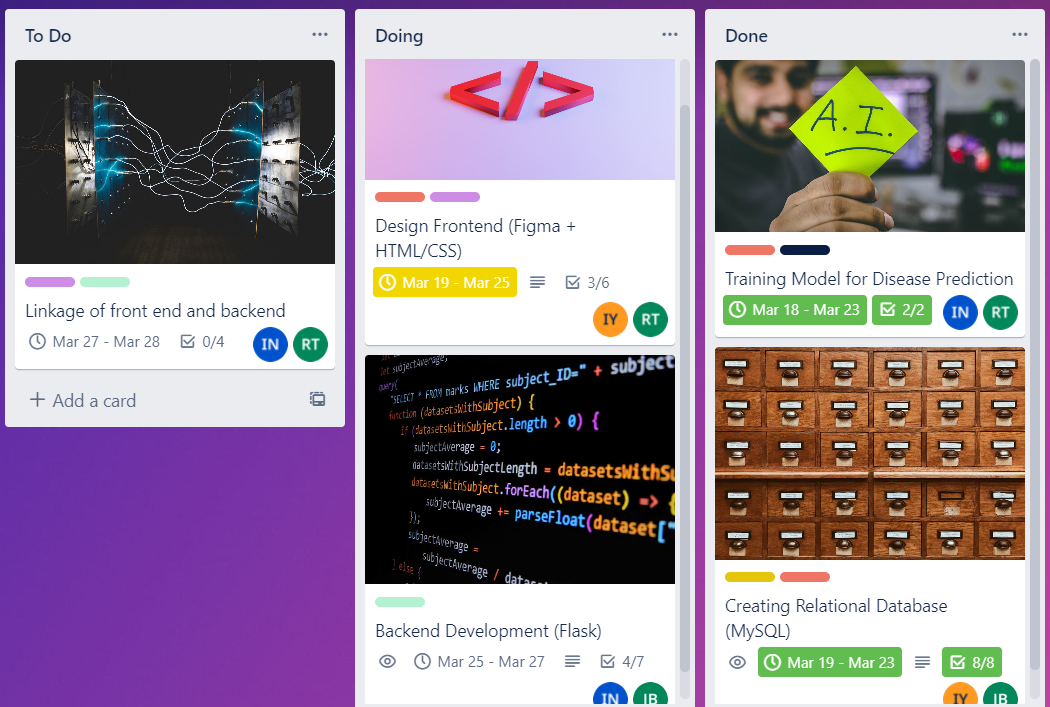 To Do
Linkage of front end and backend
Mar 27 - Mar 28
0/4
IN
RT
Add a card
Doing
</>
Design Frontend (Figma +
HTML/CSS)
Mar 19 - Mar 25
3/6
IY
RT
let subjectAverage;
query(
"SELECT * FROM marks WHERE subject_ID=" + subject
function (datasetsWithSubject) {
if (datasetsWithSubject.length > 0) {
subjectAverage = 0;
datasetsWithSubjectLength = datasetsWithSu
datasetsWithSubject.forEach((dataset) => {
subjectAverage += parseFloat(dataset["
});
subjectAverage =
subjectAverage / datas
} else {
Backend Development (Flask)
Mar 25 - Mar 27
4/7
IN
IB
Done
A.I.
Training Model for Disease Prediction
Mar 18 - Mar 23
2/2
IN
RT
Creating Relational Database
(MySQL)
Mar 19 - Mar 23
8/8
IY
IB